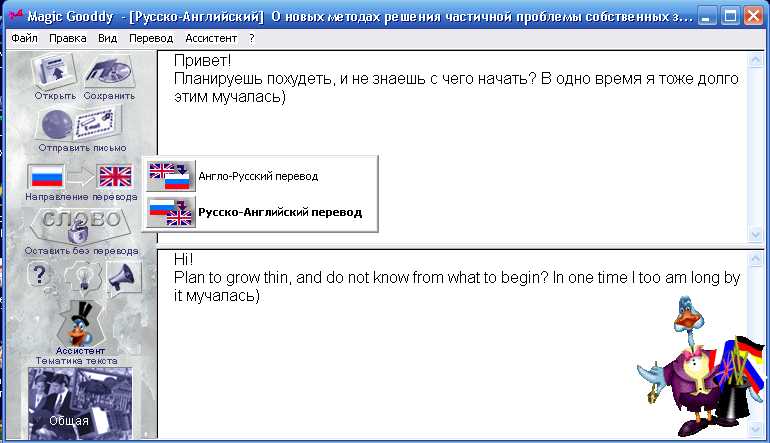 Magic Gooddy - [Русско-Английский] О новых методах решения частичной проблемы собственных з...
Файл Правка Вид Перевод Ассистент ?
Открыть Сохранить
Отправить письмо
Направление перевода
СЛОВО
Оставить без перевода
?
Ассистент
Тематика текста
Общая
Англо-Русский перевод
Русско-Английский перевод
Привет!
Планируешь похудеть, и не знаешь с чего начать? В одно время я тоже долго
этим мучалась)
Hi!
Plan to grow thin, and do not know from what to begin? In one time I too am long by
it мучалась)